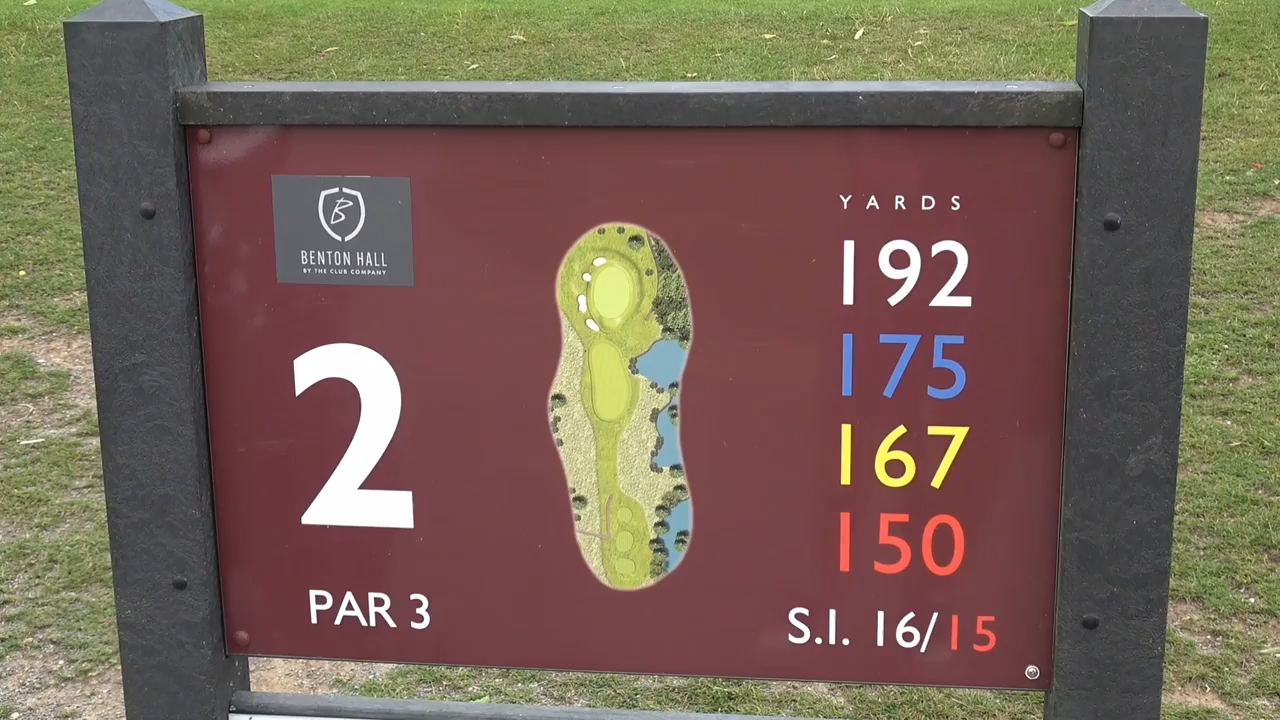 BENTON HALL
BY THE CLUB COMPANY
2
PAR 3
YARDS
192
175
167
150
S.I. 16/15